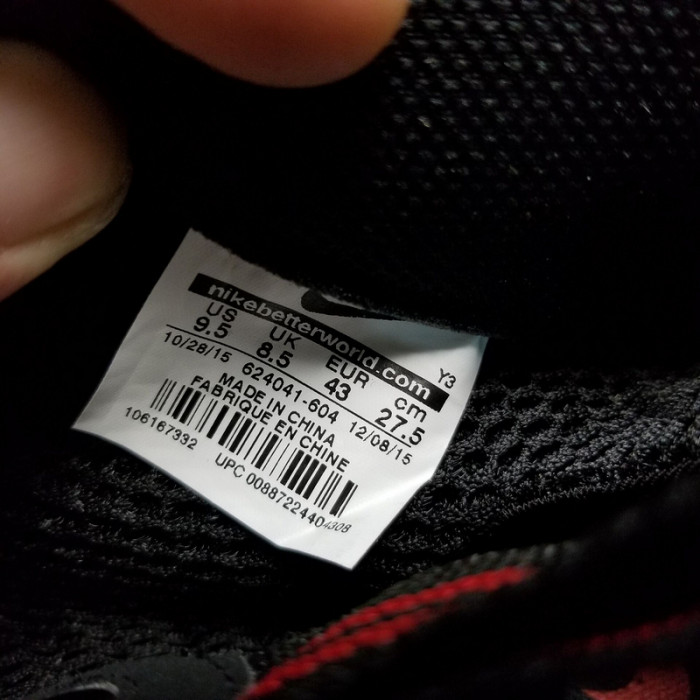 nikebetterworld.com
Y3
US UK EUR cm
9.5 8.5 43 27.5
10/28/15 624041-604 12/08/15
MADE IN CHINA
FABRIQUE EN CHINE
106167332
UPC 00887224404308